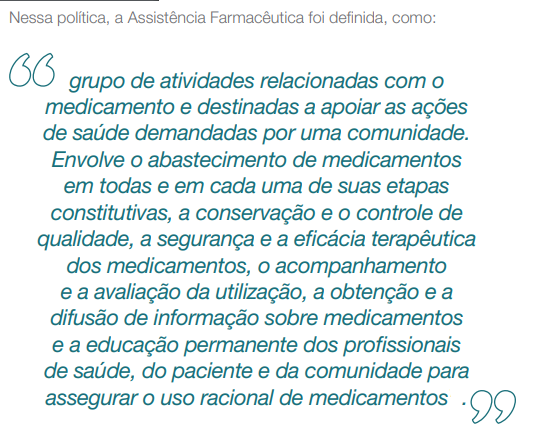 Nessa política, a Assistência Farmacêutica foi definida, como:
“ grupo de atividades relacionadas com o
medicamento e destinadas a apoiar as ações
de saúde demandadas por uma comunidade.
Envolve o abastecimento de medicamentos
em todas e em cada uma de suas etapas
constitutivas, a conservação e o controle de
qualidade, a segurança e a eficácia terapêutica
dos medicamentos, o acompanhamento
e a avaliação da utilização, a obtenção e a
difusão de informação sobre medicamentos
e a educação permanente dos profissionais
de saúde, do paciente e da comunidade para
assegurar o uso racional de medicamentos .”